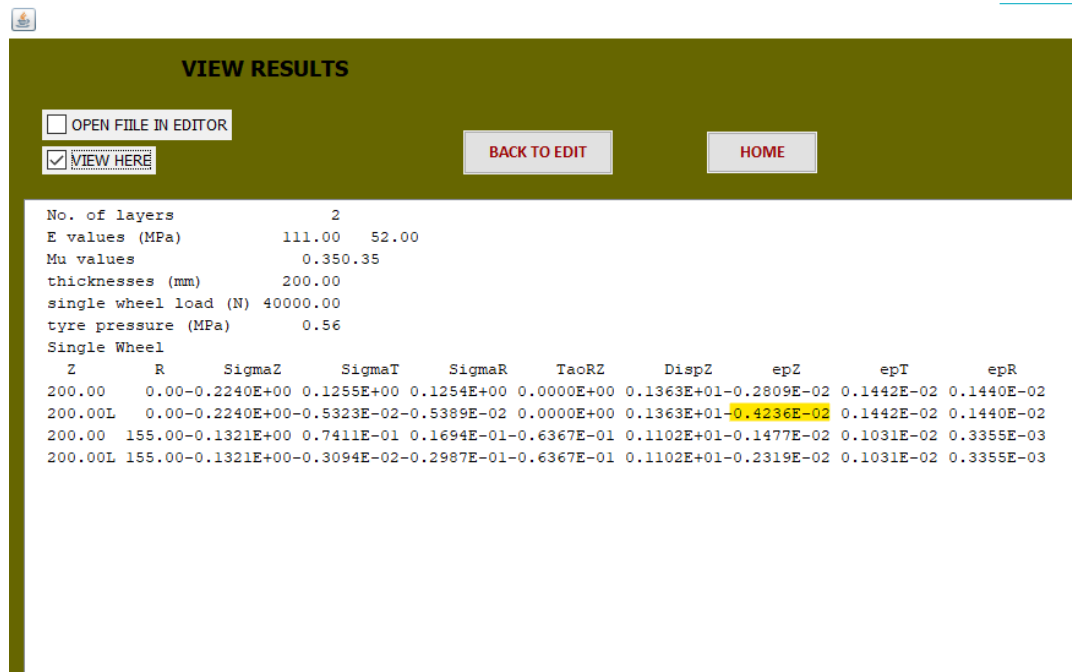 VIEW RESULTS
OPEN FIILE IN EDITOR
VIEW HERE
BACK TO EDIT
HOME
No. of layers 2
E values (MPa) 111.00 52.00
Mu values 0.350.35
thicknesses (mm) 200.00
single wheel load (N) 40000.00
tyre pressure (MPa) 0.56
Single Wheel
Z R SigmaZ SigmaT SigmaR TaoRZ DispZ epZ epT epR
200.00 0.00-0.2240E+00 0.1255E+00 0.1254E+00 0.0000E+00 0.1363E+01-0.2809E-02 0.1442E-02 0.1440E-02
200.00L 0.00-0.2240E+00-0.5323E-02-0.5389E-02 0.0000E+00 0.1363E+01-0.4236E-02 0.1442E-02 0.1440E-02
200.00 155.00-0.1321E+00 0.7411E-01 0.1694E-01-0.6367E-01 0.1102E+01-0.1477E-02 0.1031E-02 0.3355E-03
200.00L 155.00-0.1321E+00-0.3094E-02-0.2987E-01-0.6367E-01 0.1102E+01-0.2319E-02 0.1031E-02 0.3355E-03